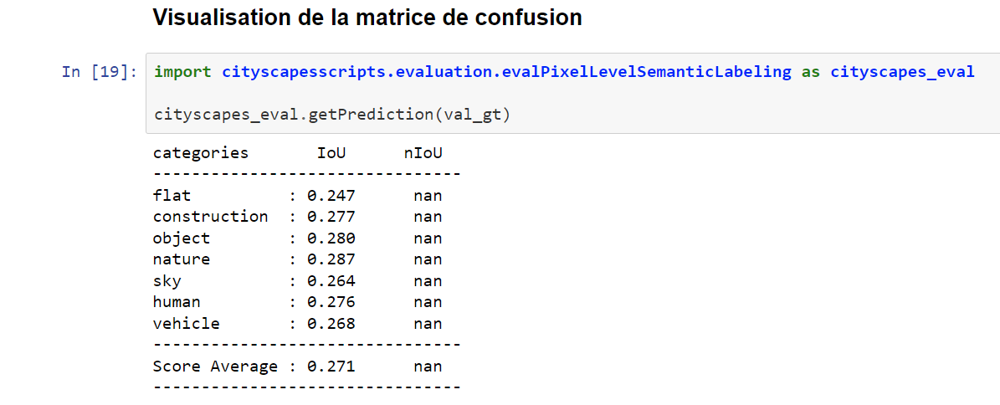 Visualisation de la matrice de confusion
In [19]: import cityscapesscripts.evaluation.evalPixelLevelSemanticLabeling as cityscapes_eval
cityscapes_eval.getPrediction(val_gt)
categories IoU nIoU
--------------------------------
flat : 0.247 nan
construction : 0.277 nan
object : 0.280 nan
nature : 0.287 nan
sky : 0.264 nan
human : 0.276 nan
vehicle : 0.268 nan
--------------------------------
Score Average : 0.271 nan
--------------------------------